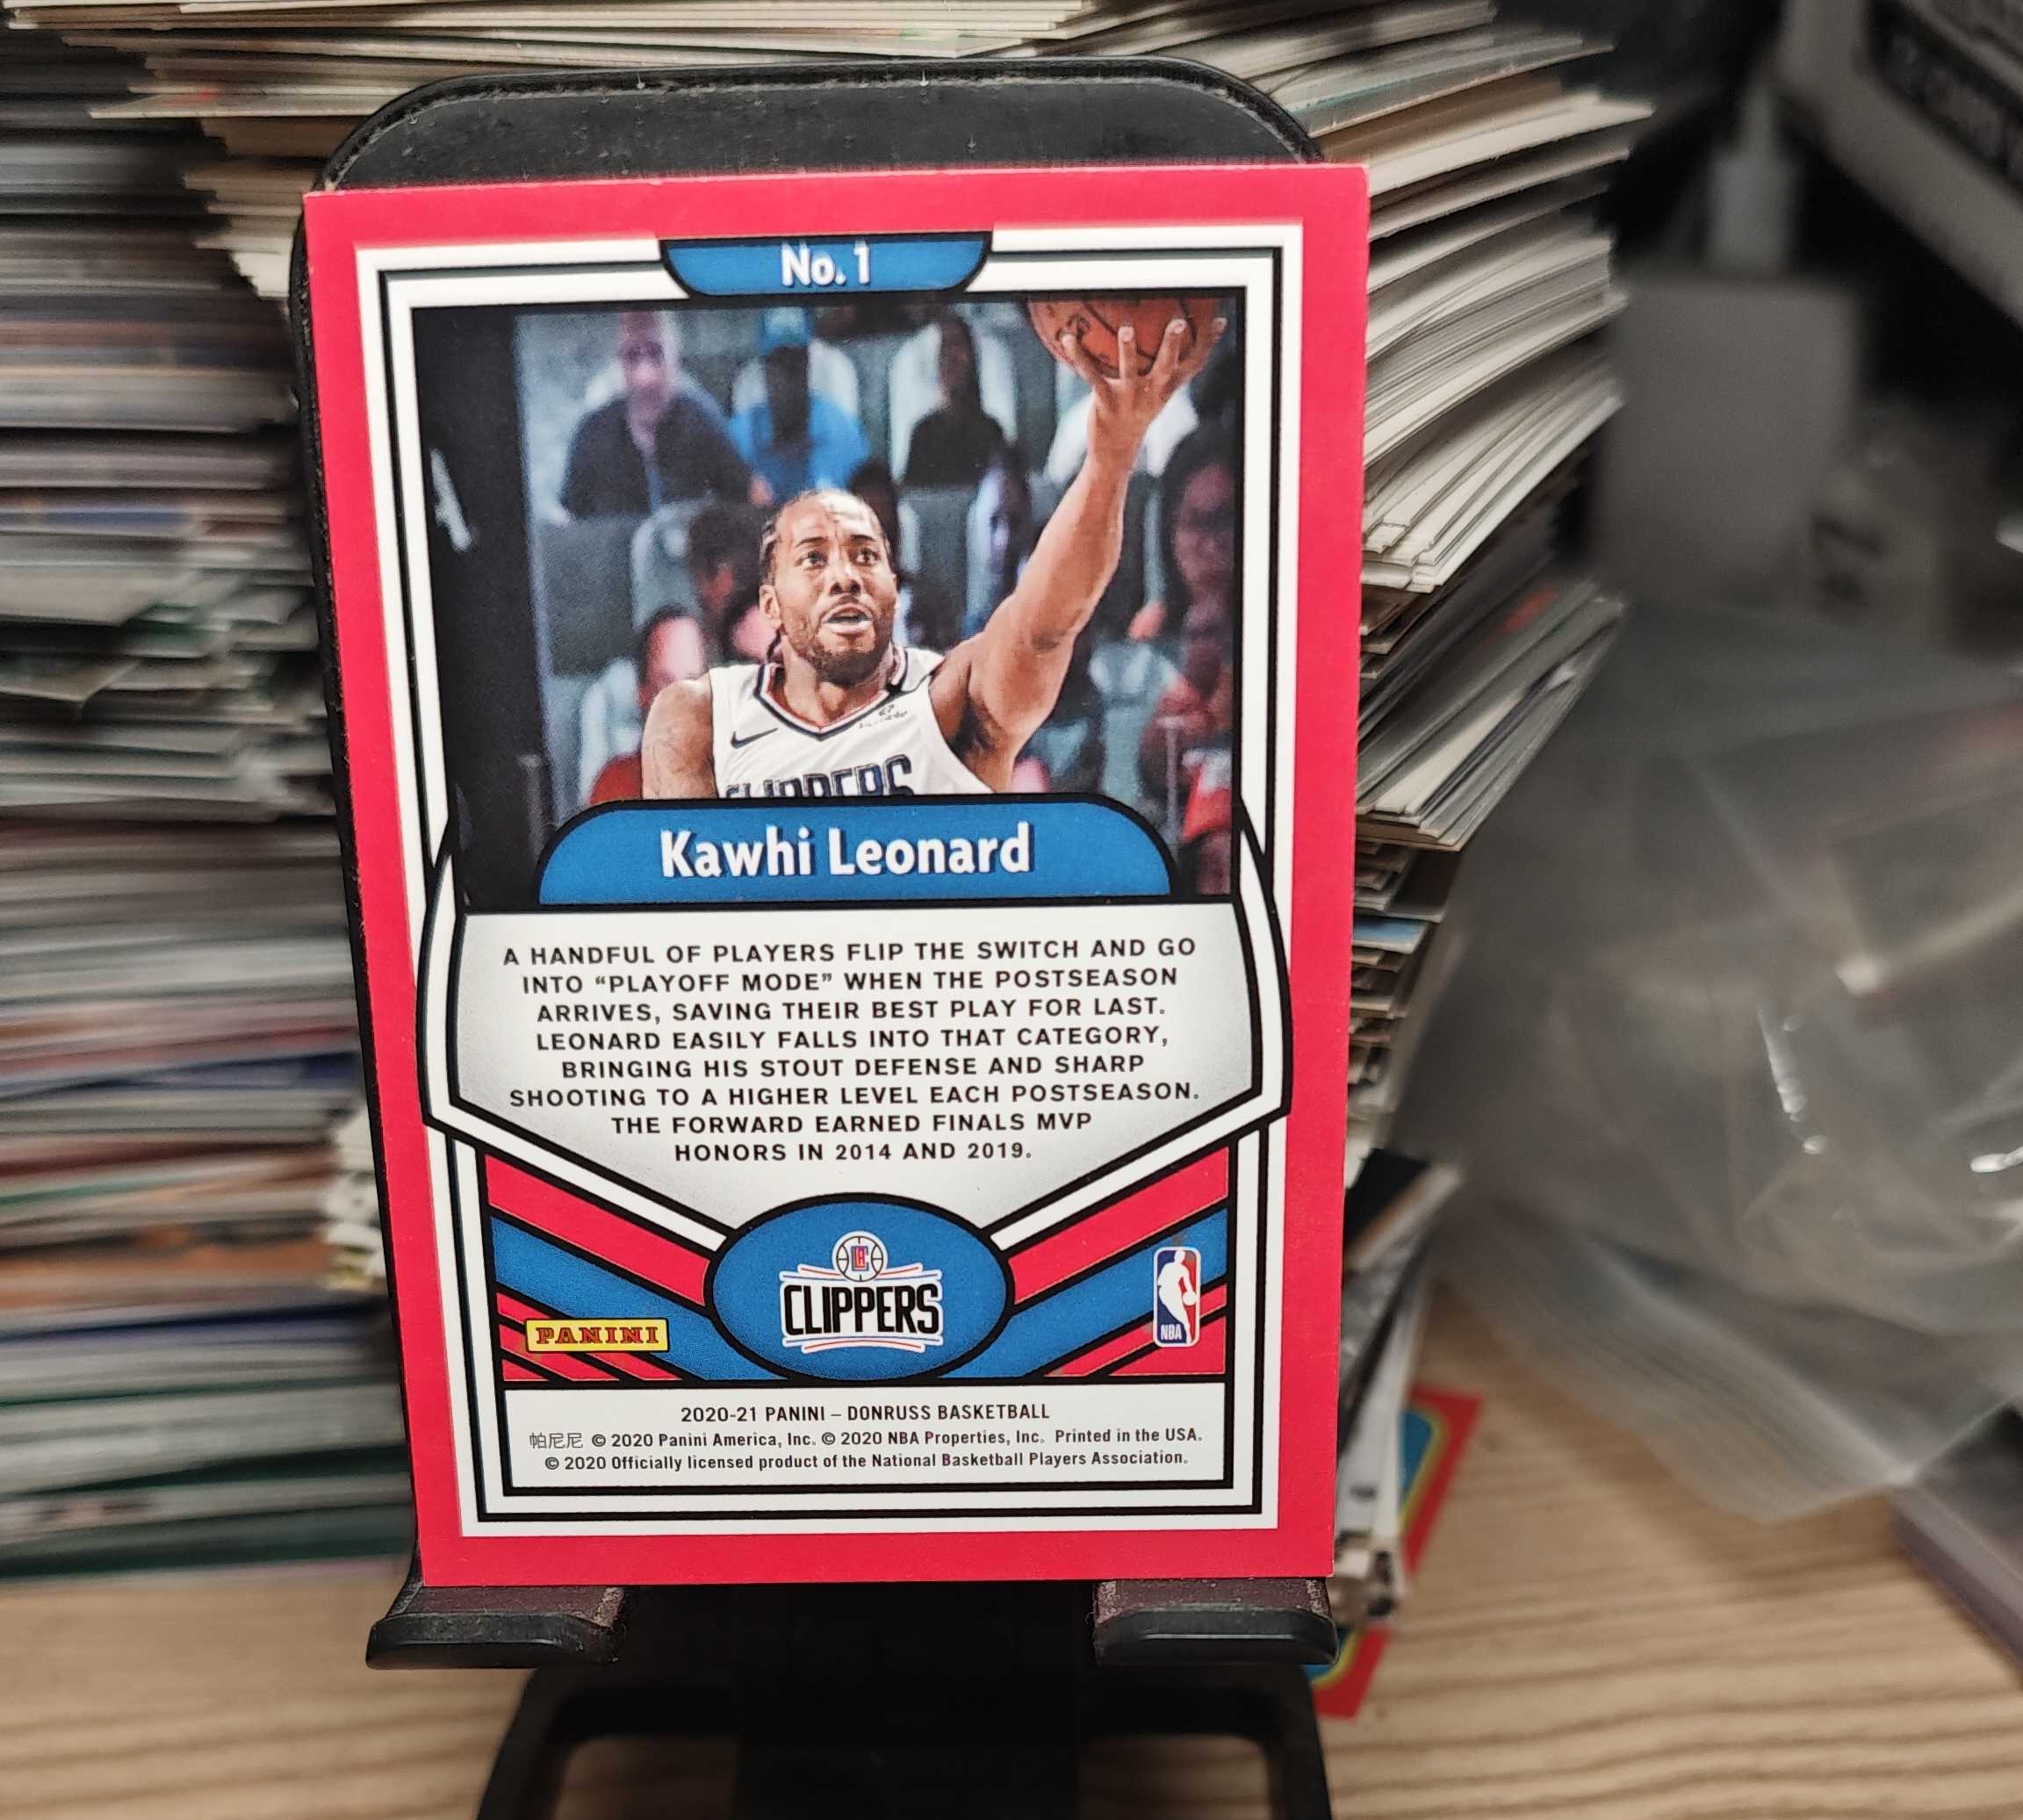 No. 1
CLIPPERS
Kawhi Leonard
A HANDFUL OF PLAYERS FLIP THE SWITCH AND GO
INTO “PLAYOFF MODE” WHEN THE POSTSEASON
ARRIVES, SAVING THEIR BEST PLAY FOR LAST.
LEONARD EASILY FALLS INTO THAT CATEGORY,
BRINGING HIS STOUT DEFENSE AND SHARP
SHOOTING TO A HIGHER LEVEL EACH POSTSEASON.
THE FORWARD EARNED FINALS MVP
HONORS IN 2014 AND 2019.
LAC
CLIPPERS
PANINI
NBA
2020-21 PANINI – DONRUSS BASKETBALL
帕尼尼 © 2020 Panini America, Inc. © 2020 NBA Properties, Inc. Printed in the USA.
© 2020 Officially licensed product of the National Basketball Players Association.